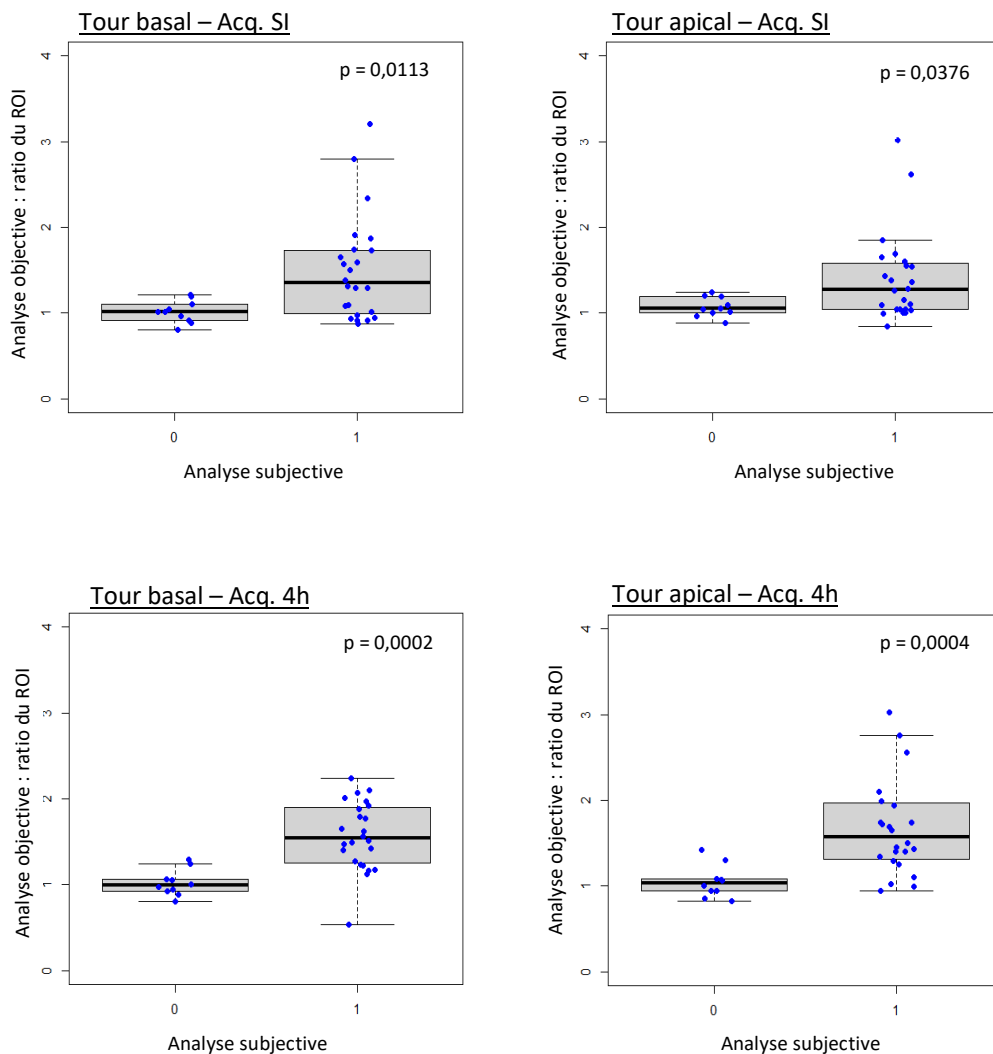 Tour basal – Acq. SI
p = 0,0113
Analyse objective : ratio du ROI
4
3
2
1
0
0 1
Analyse subjective
Tour apical – Acq. SI
p = 0,0376
Analyse objective : ratio du ROI
4
3
2
1
0
0 1
Analyse subjective
Tour basal – Acq. 4h
p = 0,0002
Analyse objective : ratio du ROI
4
3
2
1
0
0 1
Analyse subjective
Tour apical – Acq. 4h
p = 0,0004
Analyse objective : ratio du ROI
4
3
2
1
0
0 1
Analyse subjective